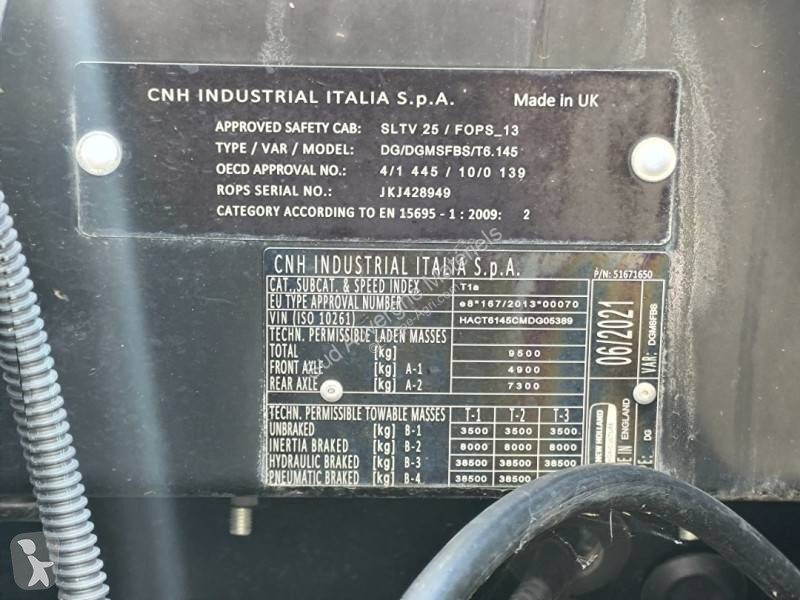 CNH INDUSTRIAL ITALIA S.p.A. Made in UK
APPROVED SAFETY CAB: SLTV 25 / FOPS_13
TYPE / VAR / MODEL: DG/DGMSFBS/T6.145
OECD APPROVAL NO.: 4/1 445 / 10/0 139
ROPS SERIAL NO.: JKJ428949
CATEGORY ACCORDING TO EN 15695 - 1 : 2009: 2
CNH INDUSTRIAL ITALIA S.p.A. P/N: 51671650
CAT.,SUBCAT. & SPEED INDEX T1a
EU TYPE APPROVAL NUMBER e8*167/2013*00070
VIN (ISO 10261) HACT6145CMDG05389
TECHN. PERMISSIBLE LADEN MASSES
TOTAL [kg] 9500
FRONT AXLE [kg] A-1 4900
REAR AXLE [kg] A-2 7300
TECHN. PERMISSIBLE TOWABLE MASSES T-1 T-2 T-3
UNBRAKED [kg] B-1 3500 3500 3500
INERTIA BRAKED [kg] B-2 8000 8000 8000
HYDRAULIC BRAKED [kg] B-3 38500 38500 38500
PNEUMATIC BRAKED [kg] B-4 38500 38500
06/2021
VAR: DGMSFBS
NEW HOLLAND
DE IN ENGLAND
E: DG